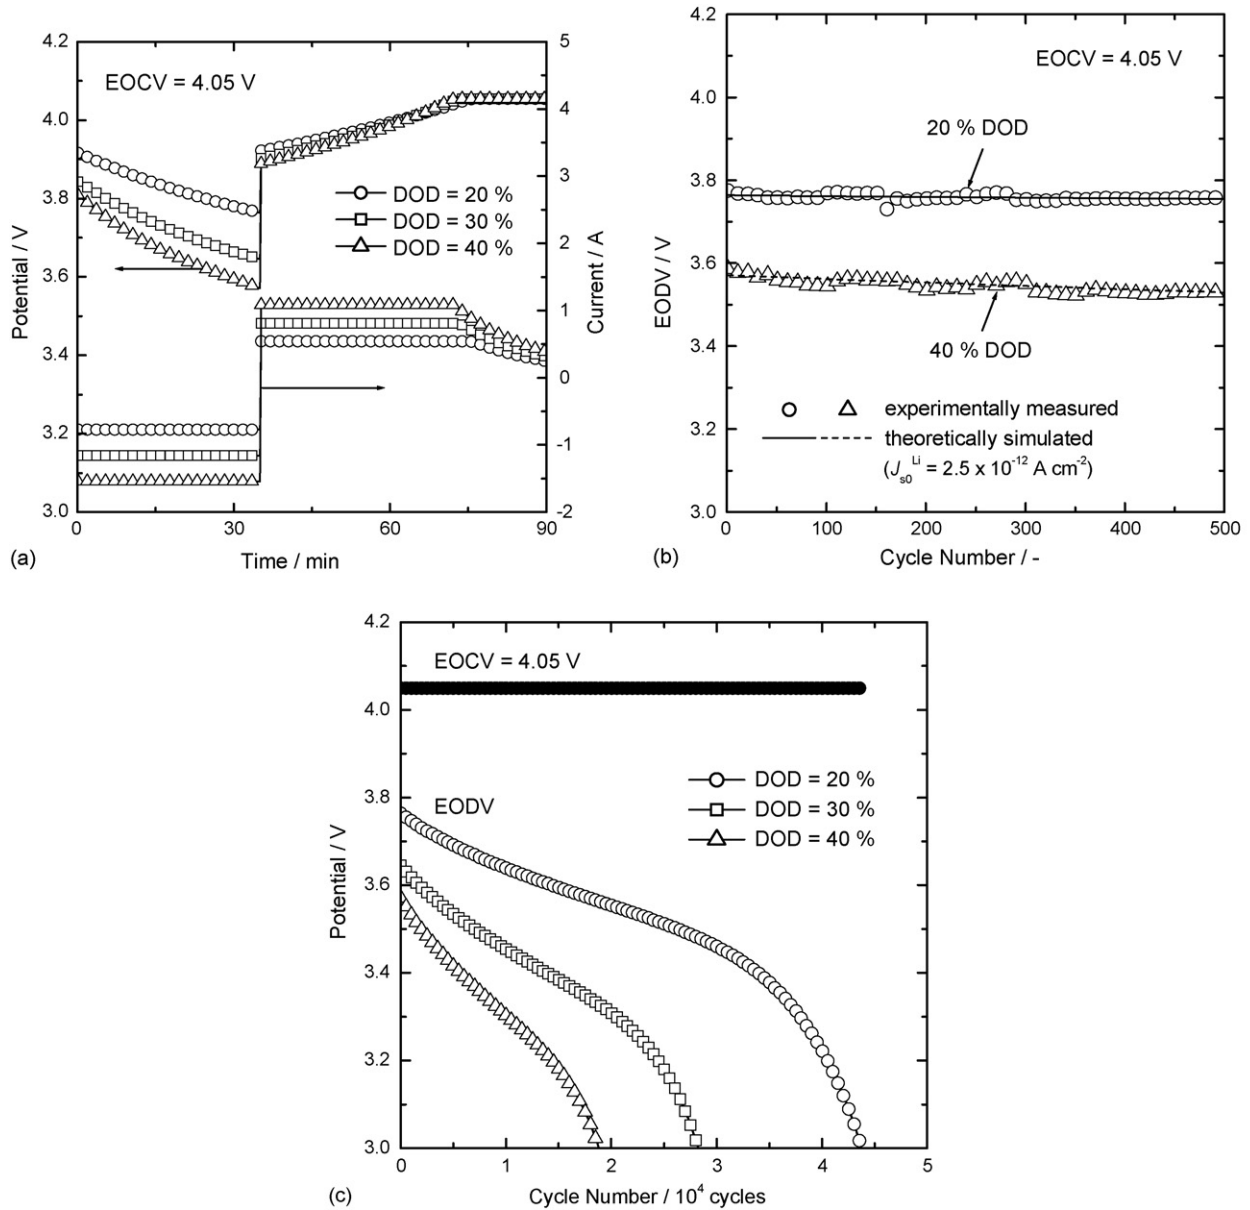 4.2
4.0
3.8
3.6
3.4
3.2
3.0
Potential / V
EOCV = 4.05 V
DOD = 20 %
DOD = 30 %
DOD = 40 %
5
4
3
2
1
0
-1
-2
Current / A
0 30 60 90
Time / min
(a)
4.2
4.0
3.8
3.6
3.4
3.2
3.0
EODV / V
EOCV = 4.05 V
20 % DOD
40 % DOD
experimentally measured
theoretically simulated
(J_{s0}^{Li} = 2.5 x 10^{-12} A cm^{-2})
0 100 200 300 400 500
Cycle Number / -
(b)
4.2
4.0
3.8
3.6
3.4
3.2
3.0
Potential / V
EOCV = 4.05 V
EODV
DOD = 20 %
DOD = 30 %
DOD = 40 %
0 1 2 3 4 5
Cycle Number / 10^4 cycles
(c)